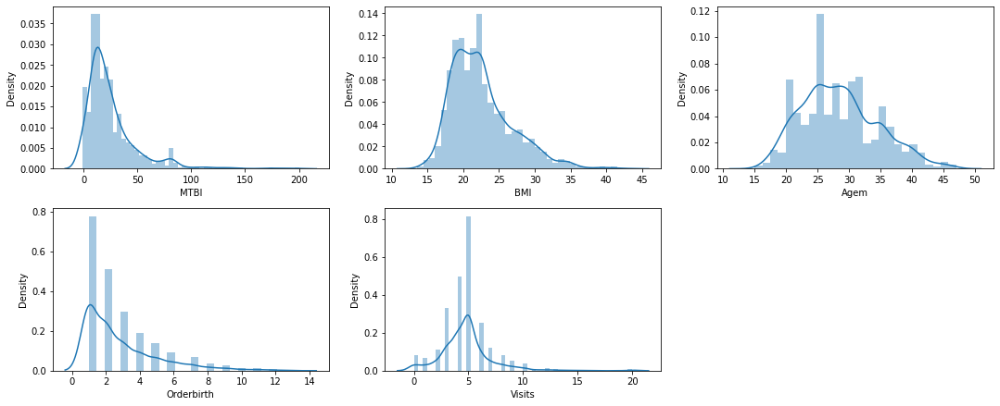 Density
0.035
0.030
0.025
0.020
0.015
0.010
0.005
0.000
0 50 100 150 200
MTBI
Density
0.14
0.12
0.10
0.08
0.06
0.04
0.02
0.00
10 15 20 25 30 35 40 45
BMI
Density
0.12
0.10
0.08
0.06
0.04
0.02
0.00
10 15 20 25 30 35 40 45 50
Agem
Density
0.8
0.6
0.4
0.2
0.0
0 2 4 6 8 10 12 14
Orderbirth
Density
0.8
0.6
0.4
0.2
0.0
0 5 10 15 20
Visits